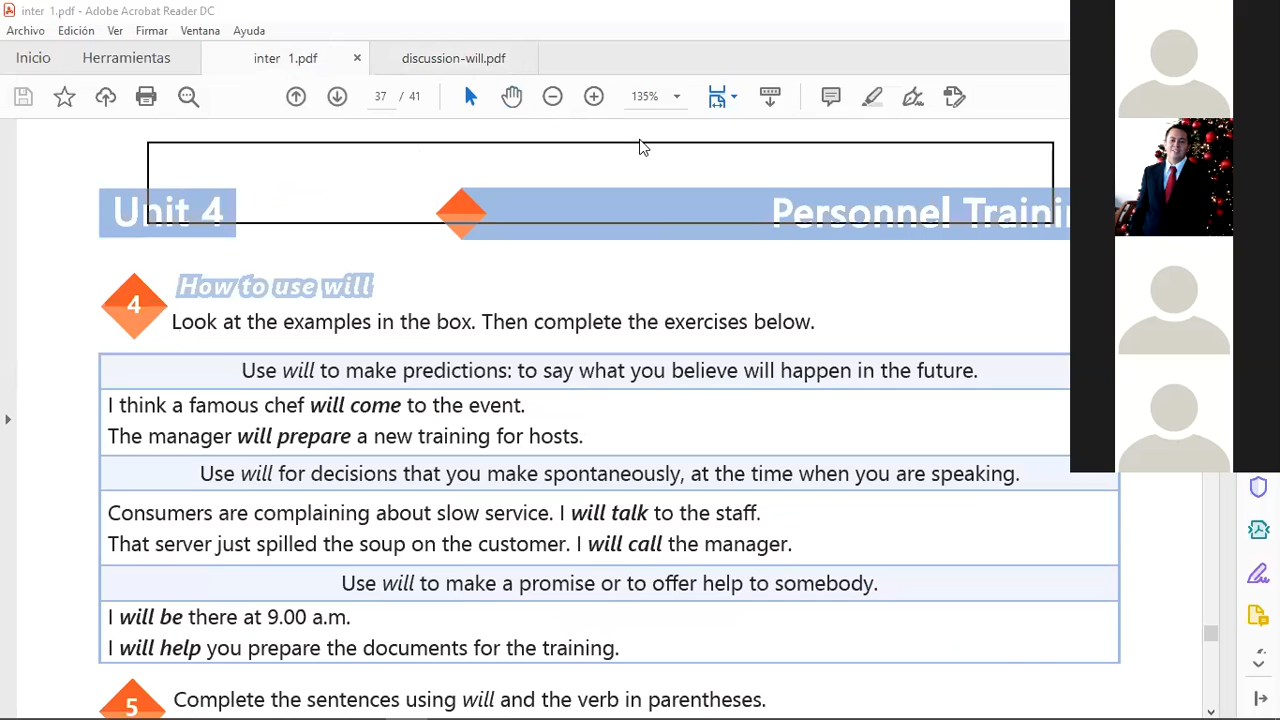 inter 1.pdf - Adobe Acrobat Reader DC
Archivo Edición Ver Firmar Ventana Ayuda
Inicio Herramientas inter 1.pdf × discussion-will.pdf
37 / 41 135%
Unit 4 Personnel
4 How to use will
Look at the examples in the box. Then complete the exercises below.
Use will to make predictions: to say what you believe will happen in the future.
I think a famous chef will come to the event.
The manager will prepare a new training for hosts.
Use will for decisions that you make spontaneously, at the time when you are speaking.
Consumers are complaining about slow service. I will talk to the staff.
That server just spilled the soup on the customer. I will call the manager.
Use will to make a promise or to offer help to somebody.
I will be there at 9.00 a.m.
I will help you prepare the documents for the training.
5 Complete the sentences using will and the verb in parentheses.